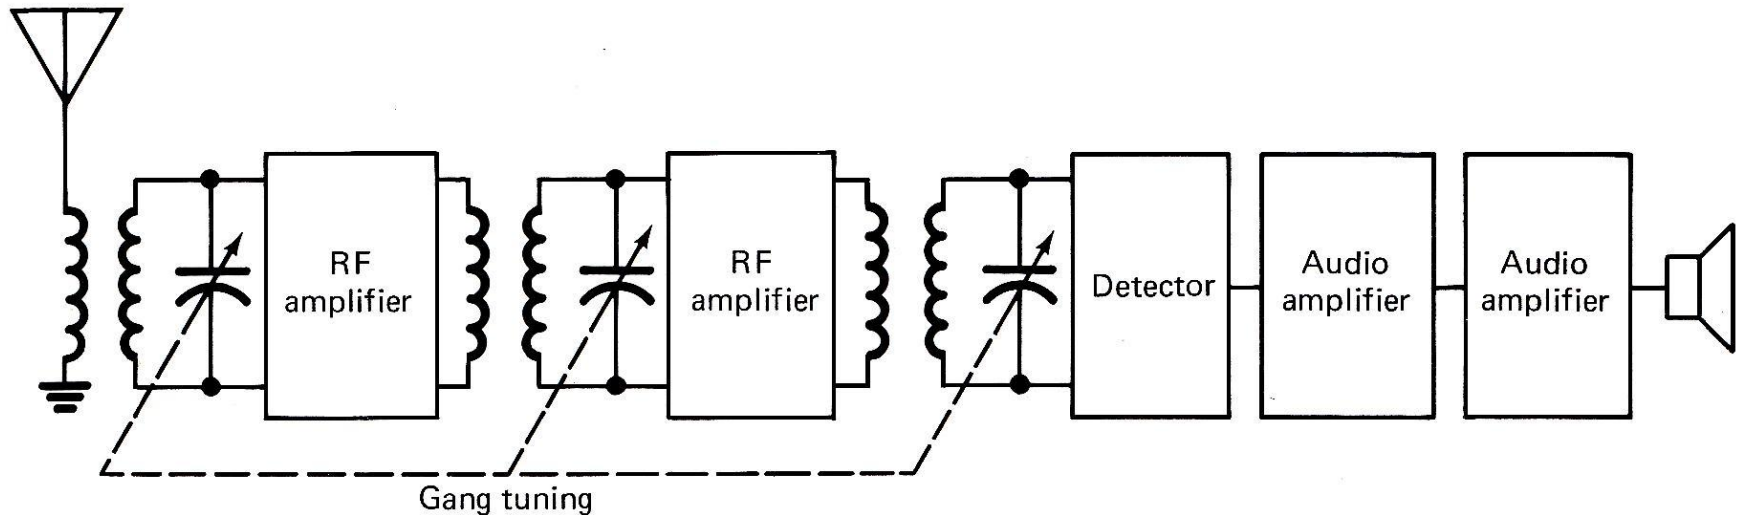 RF
amplifier
RF
amplifier
Detector
Audio
amplifier
Audio
amplifier
Gang tuning